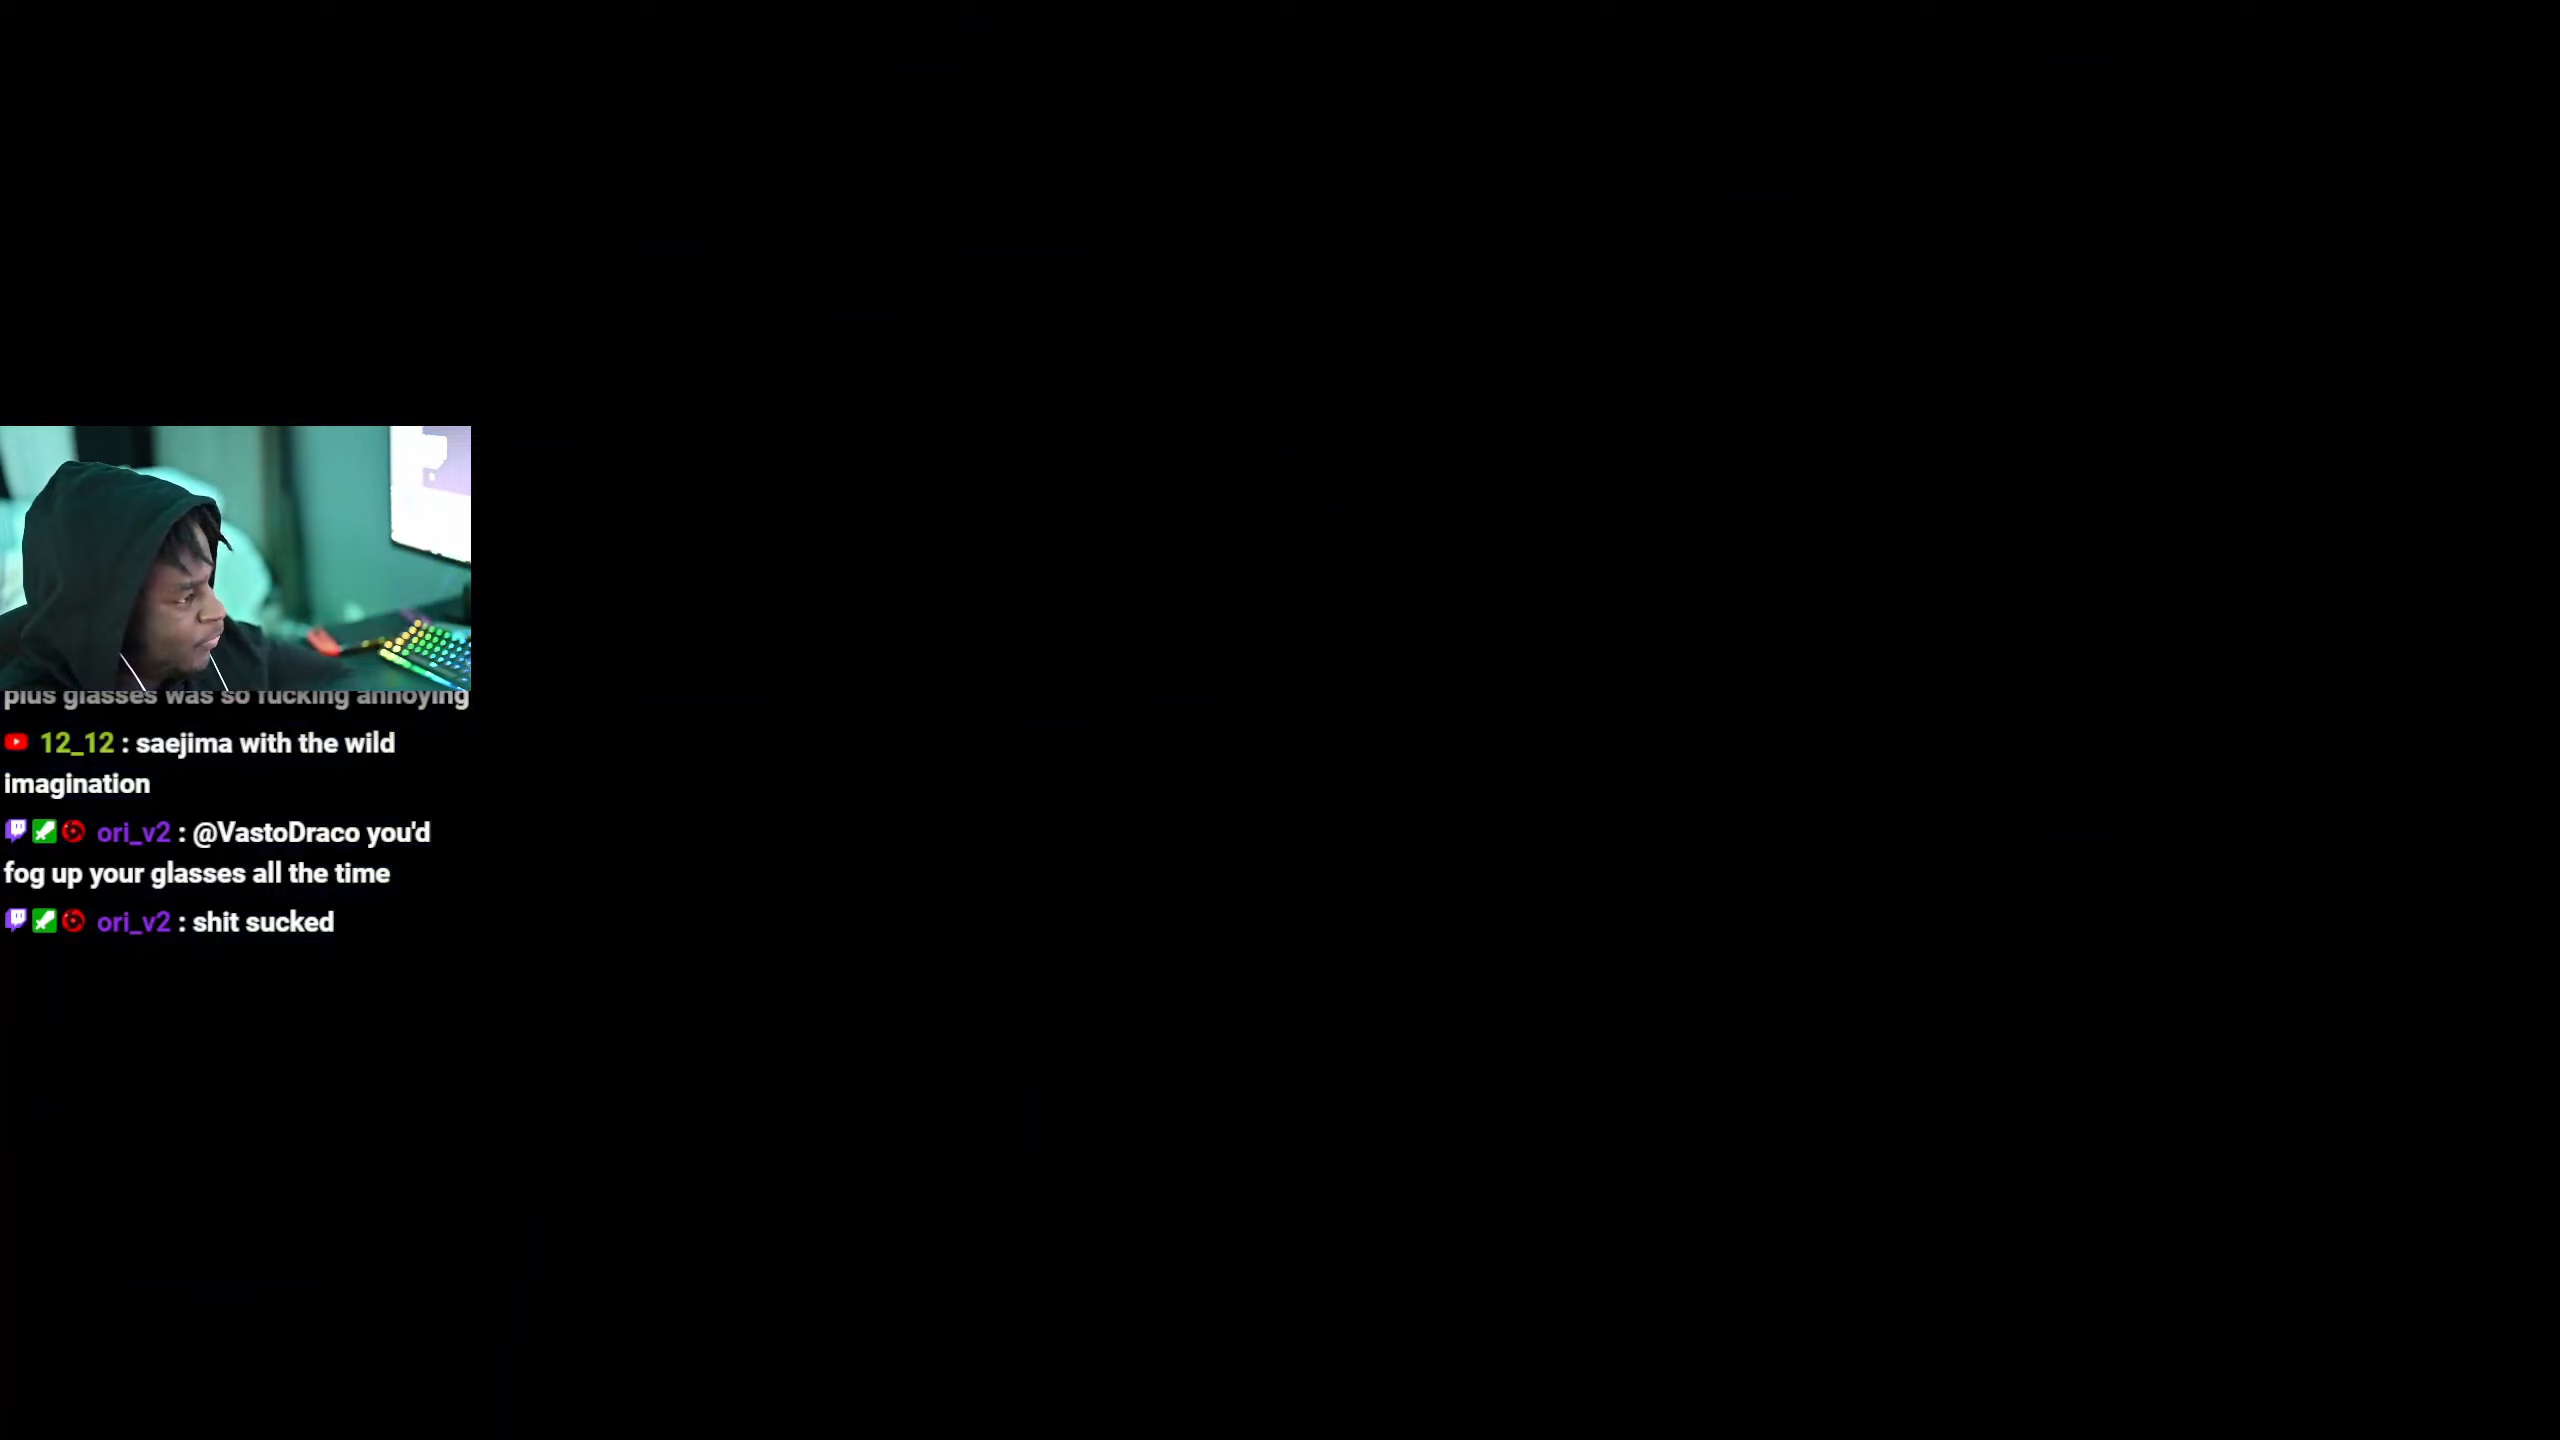 plus glasses was so fucking annoying
12_12 : saejima with the wild
imagination
ori_v2 : @VastoDraco you'd
fog up your glasses all the time
ori_v2 : shit sucked